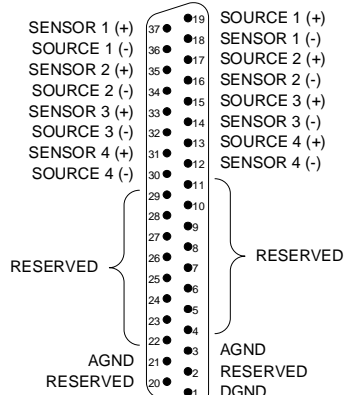 SENSOR 1 (+) 37 19 SOURCE 1 (+)
SOURCE 1 (-) 36 18 SENSOR 1 (-)
SENSOR 2 (+) 35 17 SOURCE 2 (+)
SOURCE 2 (-) 34 16 SENSOR 2 (-)
SENSOR 3 (+) 33 15 SOURCE 3 (+)
SOURCE 3 (-) 32 14 SENSOR 3 (-)
SENSOR 4 (+) 31 13 SOURCE 4 (+)
SOURCE 4 (-) 30 12 SENSOR 4 (-)
29 11
28 10
27 9
26 8
RESERVED 25 7 RESERVED
24 6
23 5
22 4
AGND 21 3 AGND
RESERVED 20 2 RESERVED
1 DGND